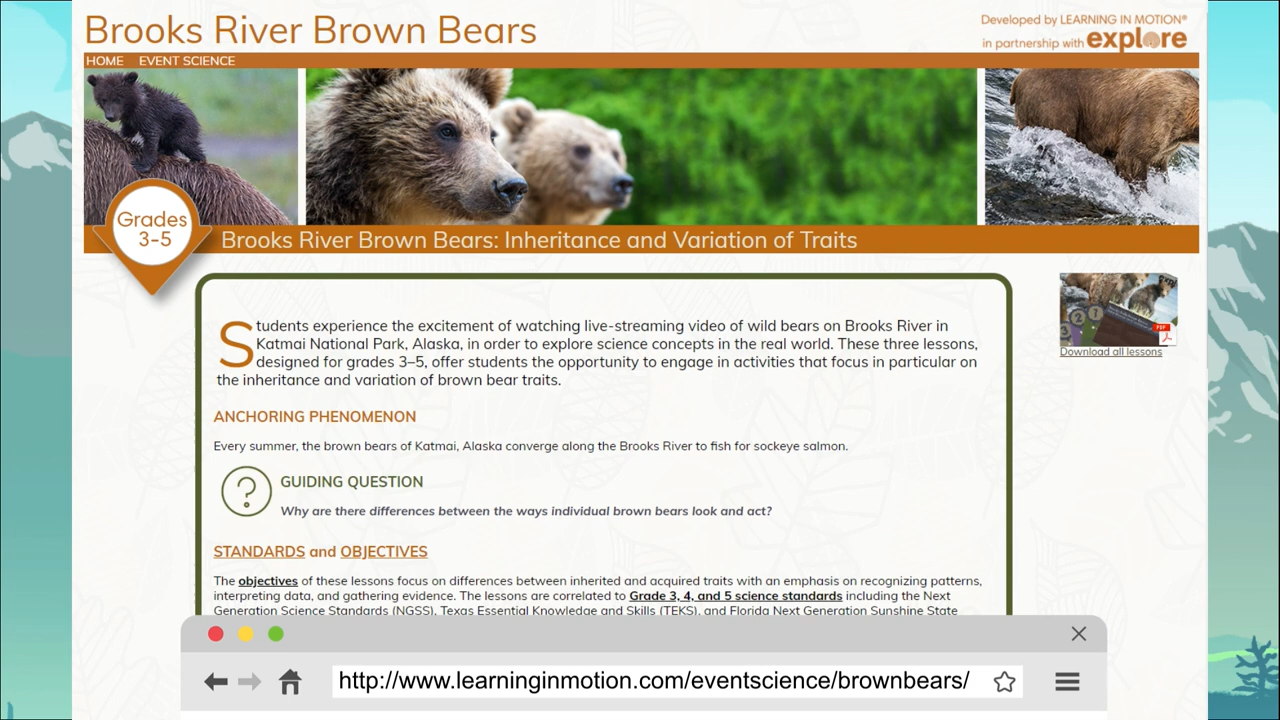 Brooks River Brown Bears
Developed by LEARNING IN MOTION®
in partnership with explore
HOME EVENT SCIENCE
Grades
3-5
Brooks River Brown Bears: Inheritance and Variation of Traits
Students experience the excitement of watching live-streaming video of wild bears on Brooks River in
Katmai National Park, Alaska, in order to explore science concepts in the real world. These three lessons,
designed for grades 3–5, offer students the opportunity to engage in activities that focus in particular on
the inheritance and variation of brown bear traits.
3 2 1
PDF
Download all lessons
ANCHORING PHENOMENON
Every summer, the brown bears of Katmai, Alaska converge along the Brooks River to fish for sockeye salmon.
?
GUIDING QUESTION
Why are there differences between the ways individual brown bears look and act?
STANDARDS and OBJECTIVES
The objectives of these lessons focus on differences between inherited and acquired traits with an emphasis on recognizing patterns,
interpreting data, and gathering evidence. The lessons are correlated to Grade 3, 4, and 5 science standards including the Next
Generation Science Standards (NGSS), Texas Essential Knowledge and Skills (TEKS), and Florida Next Generation Sunshine State
http://www.learninginmotion.com/eventscience/brownbears/